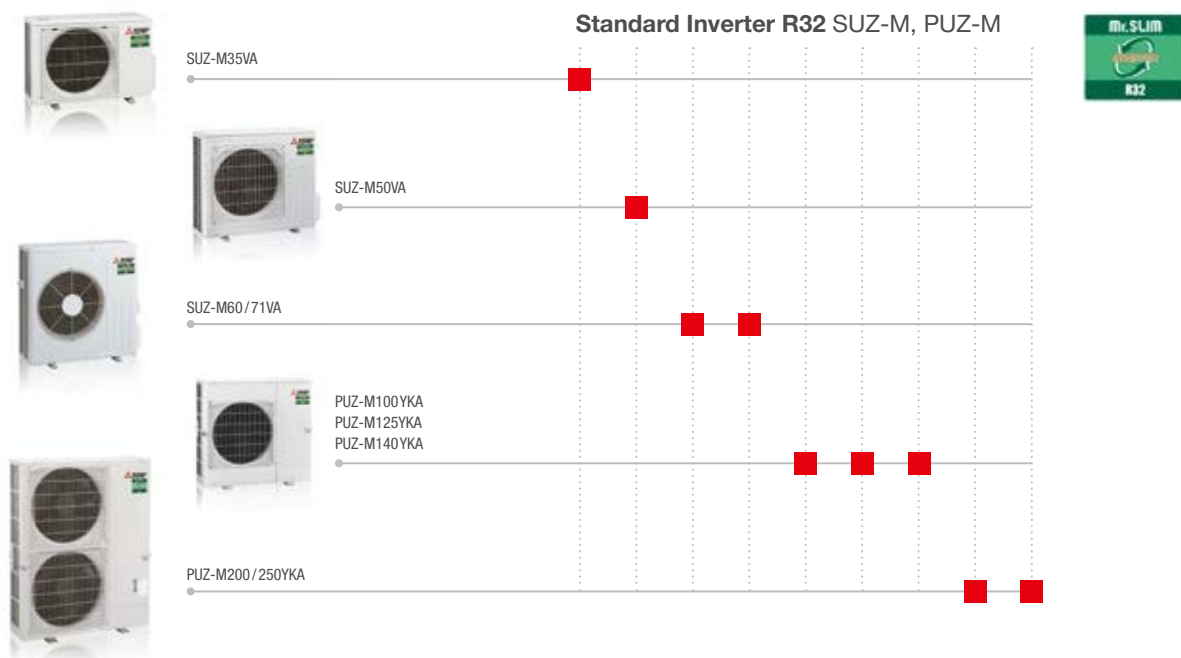 Standard Inverter R32 SUZ-M, PUZ-M
Mr.SLIM
R32
SUZ-M35VA
SUZ-M50VA
SUZ-M60/71VA
PUZ-M100YKA
PUZ-M125YKA
PUZ-M140YKA
PUZ-M200/250YKA